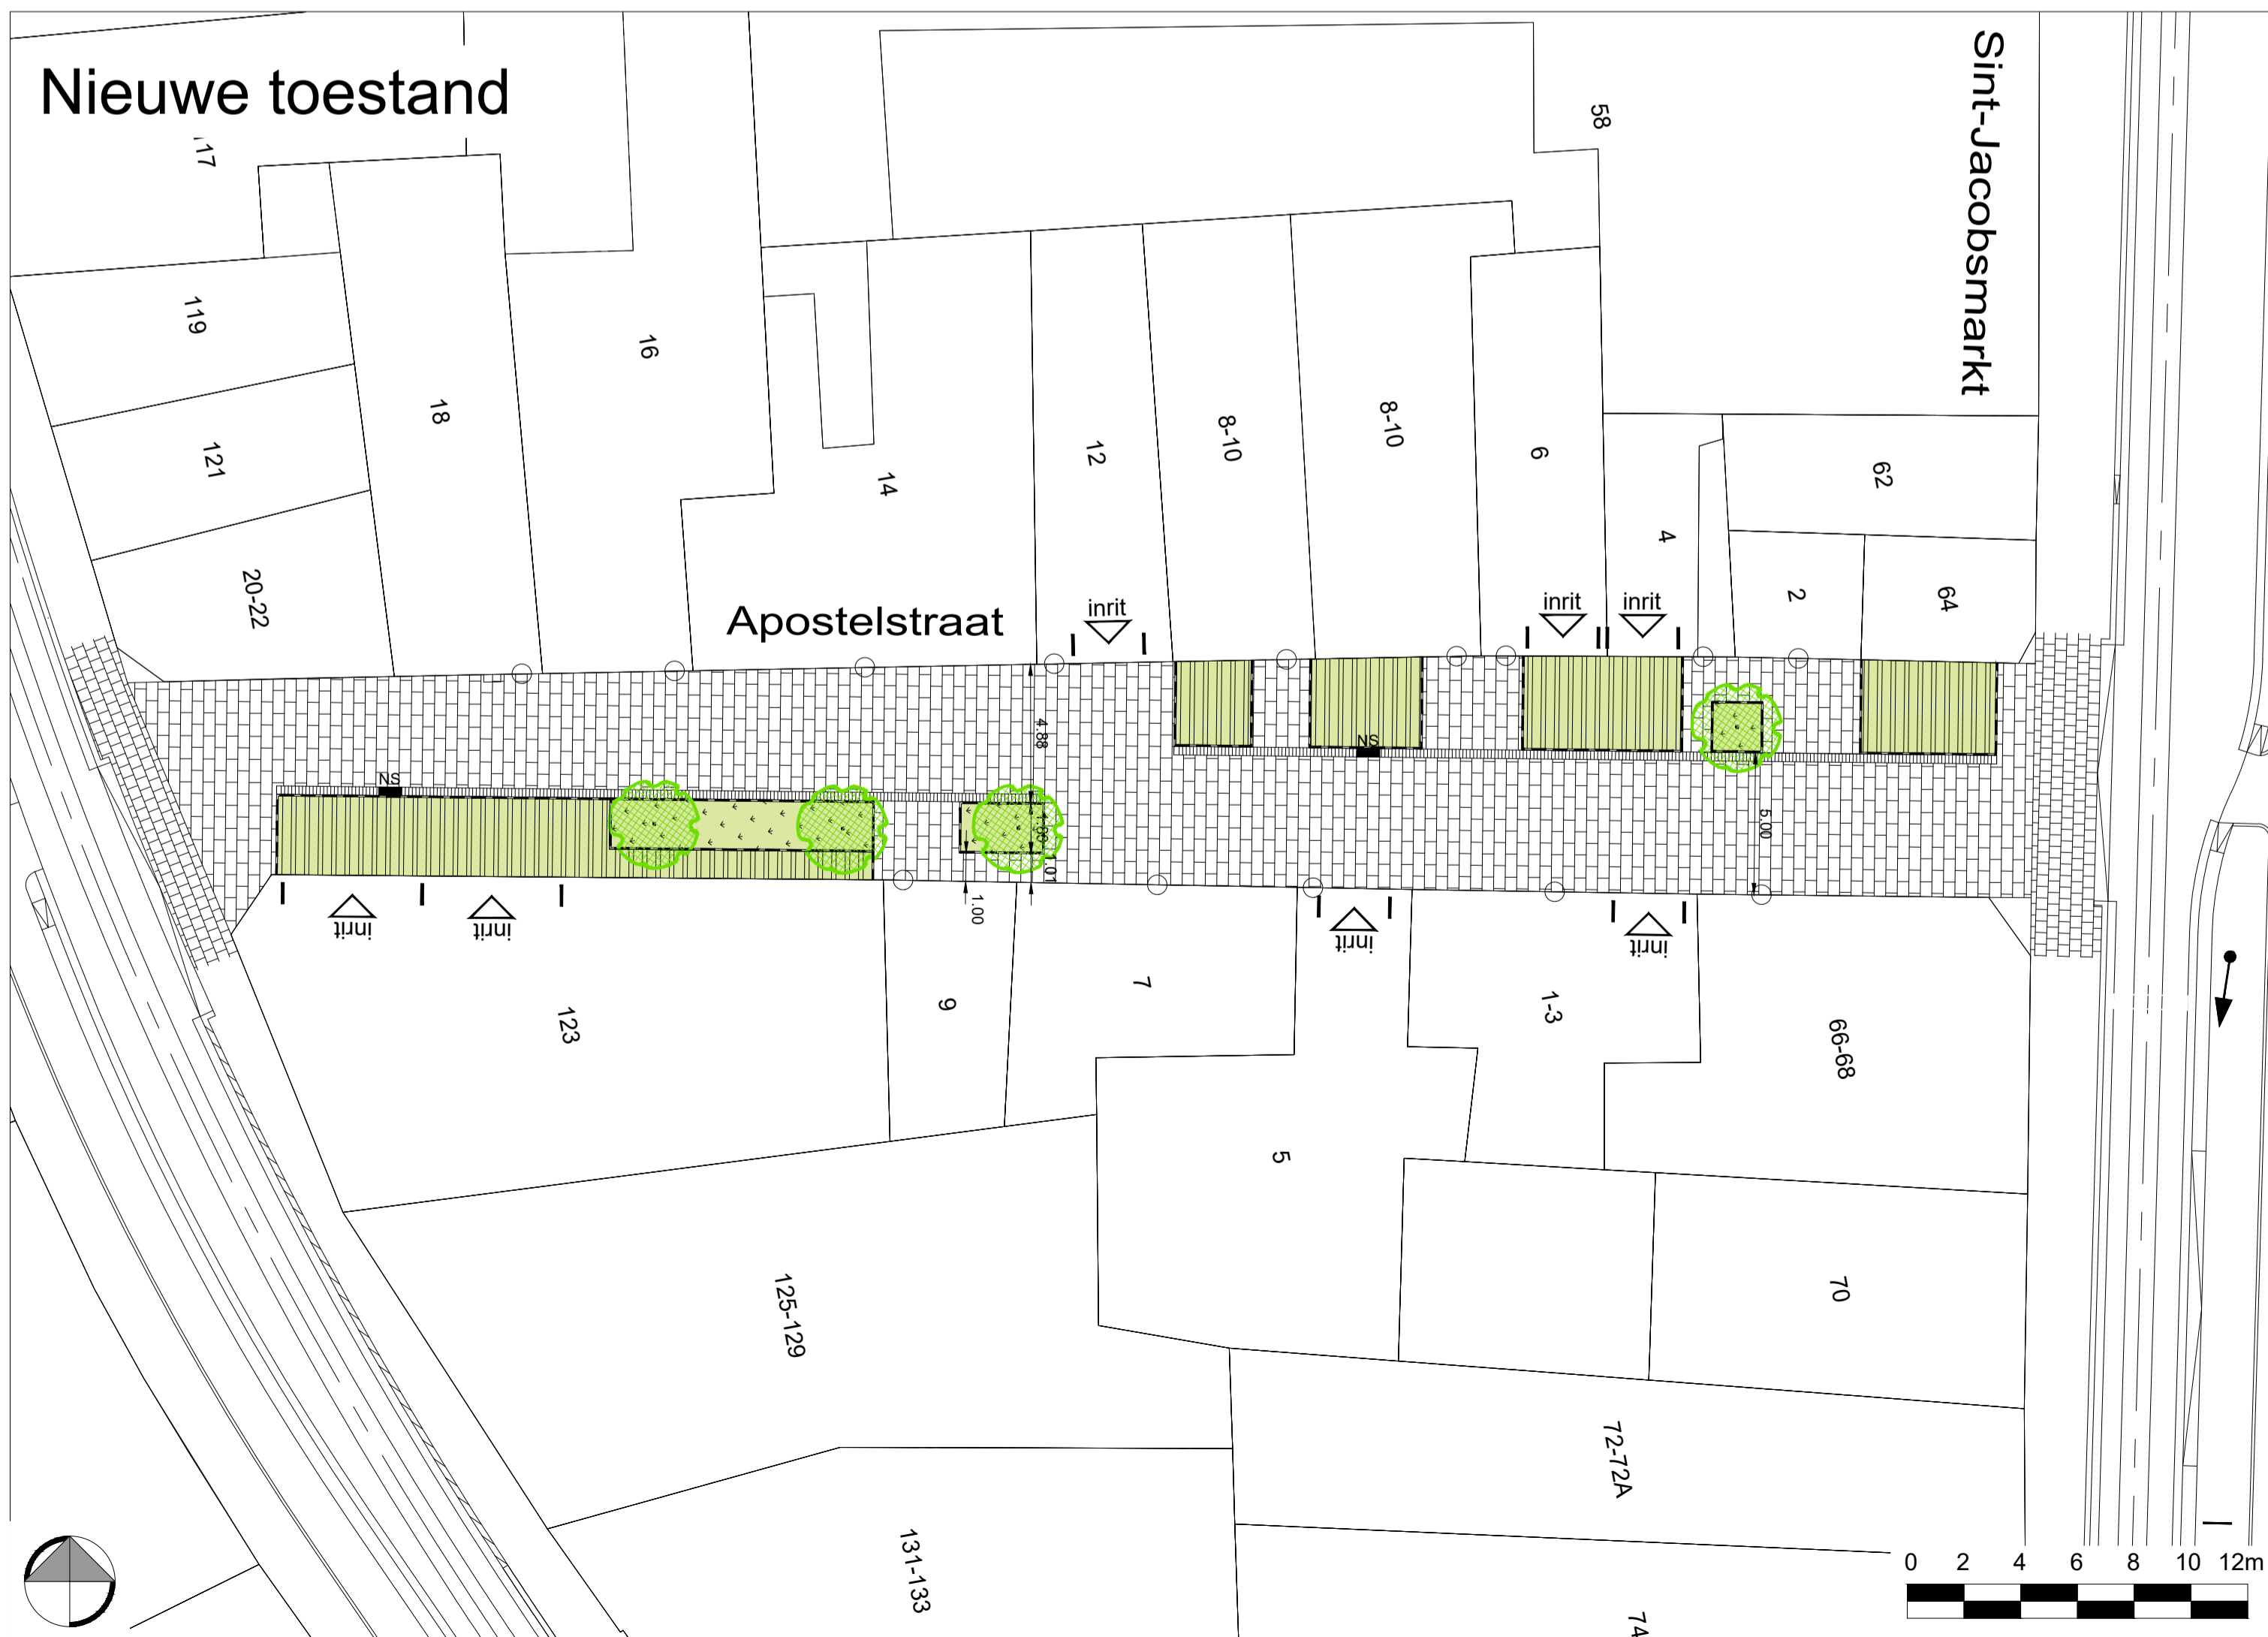 Nieuwe toestand
58
Sint-Jacobsmarkt
119
16
18
121
8-10
8-10
12
6
14
62
4
20-22
2
64
Apostelstraat
inrit
inrit
inrit
4.88
NS
NS
5.00
1.00
inrit
inrit
inrit
inrit
7
9
1-3
123
66-68
5
70
125-129
72-72A
131-133
74
0 2 4 6 8 10 12m